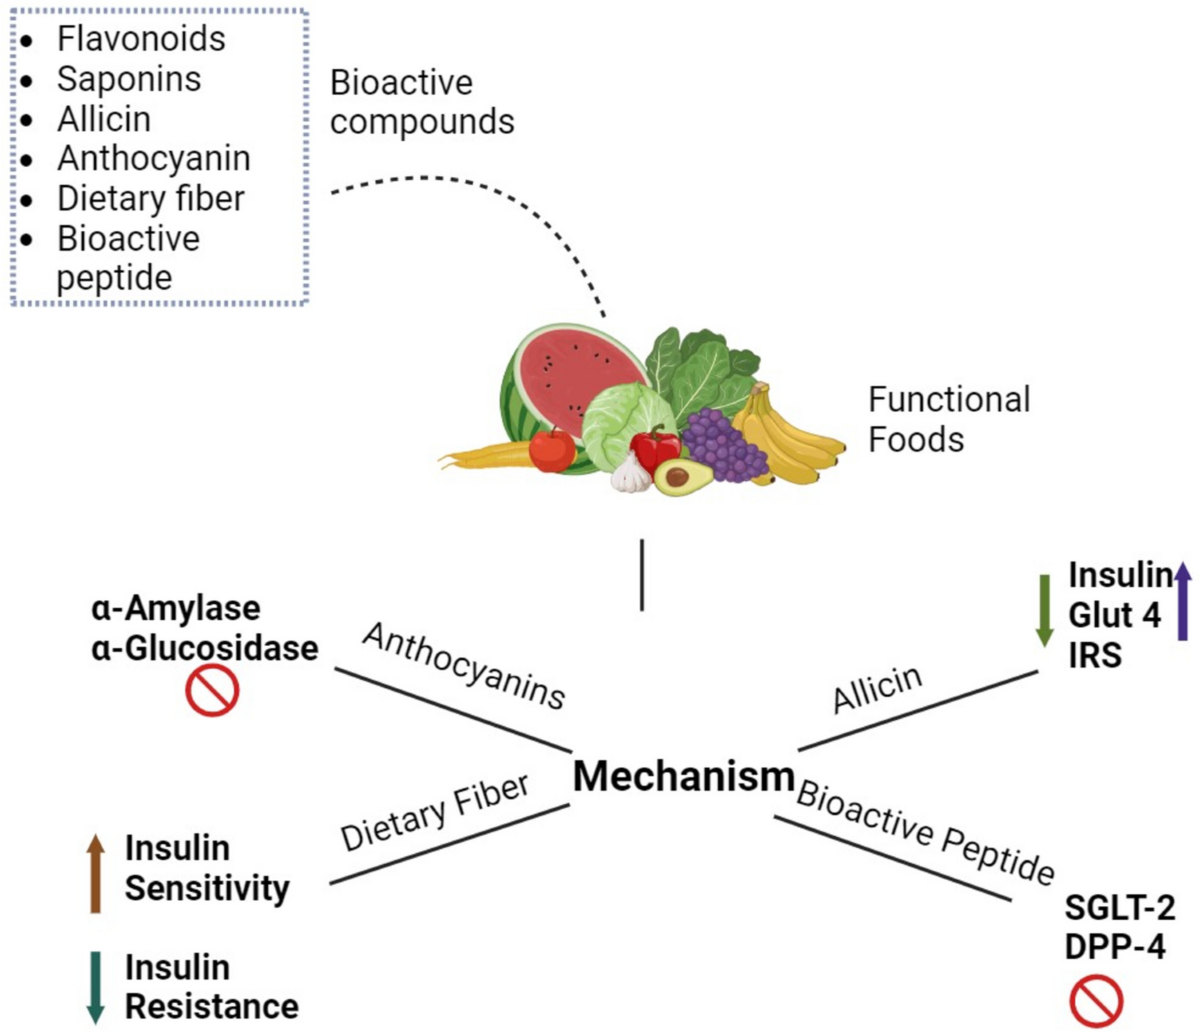 • Flavonoids
• Saponins
• Allicin
• Anthocyanin
• Dietary fiber
• Bioactive
peptide
Bioactive
compounds
Functional
Foods
α-Amylase
α-Glucosidase
Anthocyanins
Insulin
Glut 4
IRS
Allicin
Mechanism
Dietary Fiber
Bioactive Peptide
Insulin
Sensitivity
Insulin
Resistance
SGLT-2
DPP-4